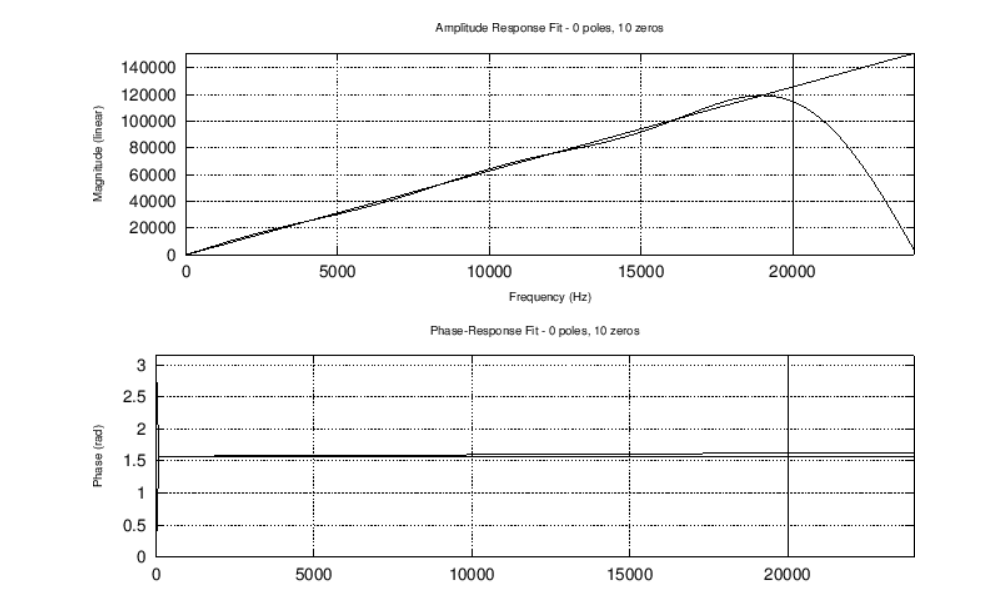 Amplitude Response Fit - 0 poles, 10 zeros
140000
120000
100000
80000
60000
40000
20000
0
Magnitude (linear)
0 5000 10000 15000 20000
Frequency (Hz)
Phase-Response Fit - 0 poles, 10 zeros
3
2.5
2
1.5
1
0.5
0
Phase (rad)
0 5000 10000 15000 20000